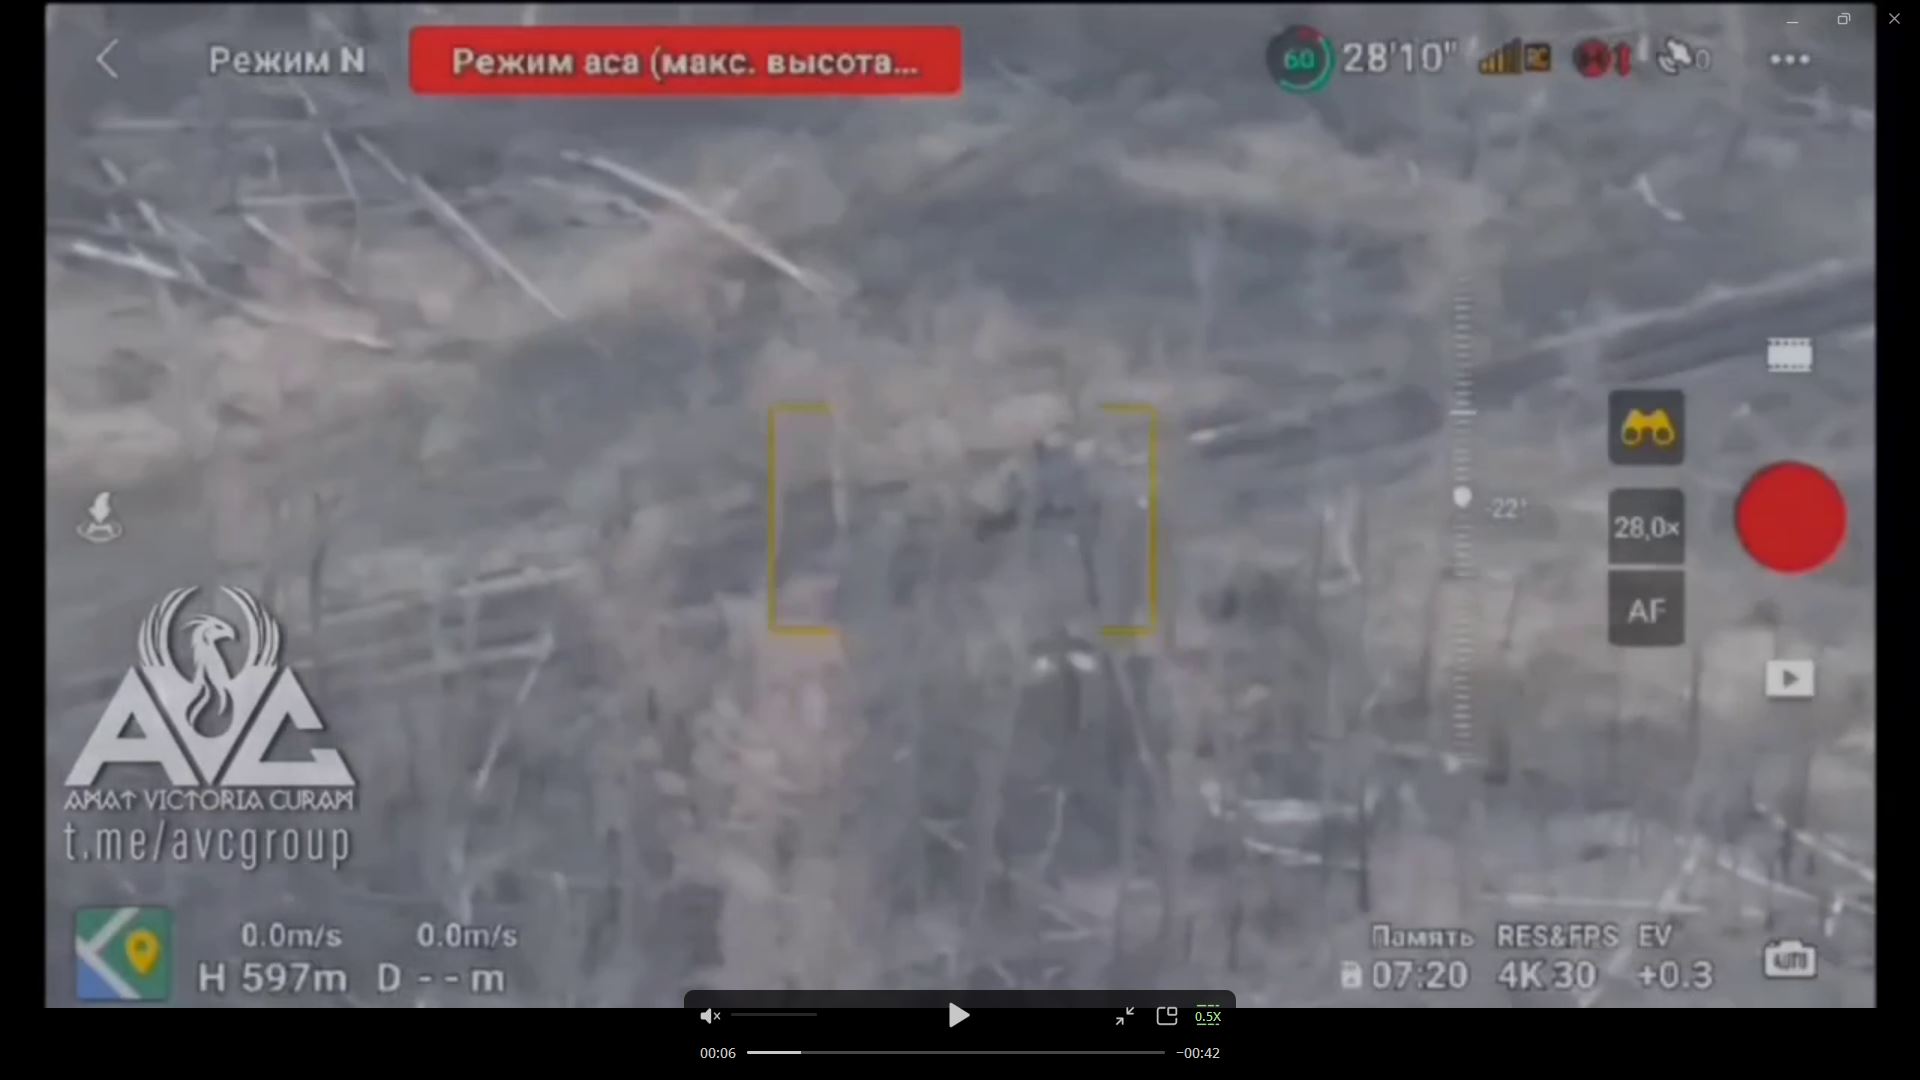 Режим N
Режим аса (макс. высота...
60
28'10"
RC
0
-22°
28,0×
AF
AVC
AMAT VICTORIA CURAM
t.me/avcgroup
0.0m/s 0.0m/s
H 597m D - - m
Память RES&FPS EV
07:20 4K 30 +0.3
AUTO
0.5X
00:06
−00:42